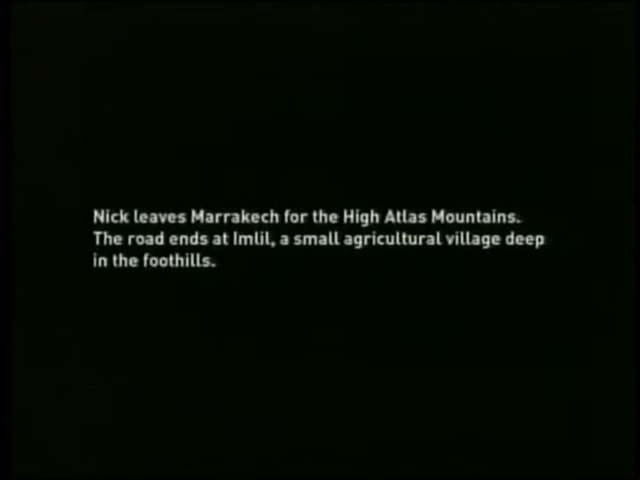 Nick leaves Marrakech for the High Atlas Mountains.
The road ends at Imlil, a small agricultural village deep
in the foothills.